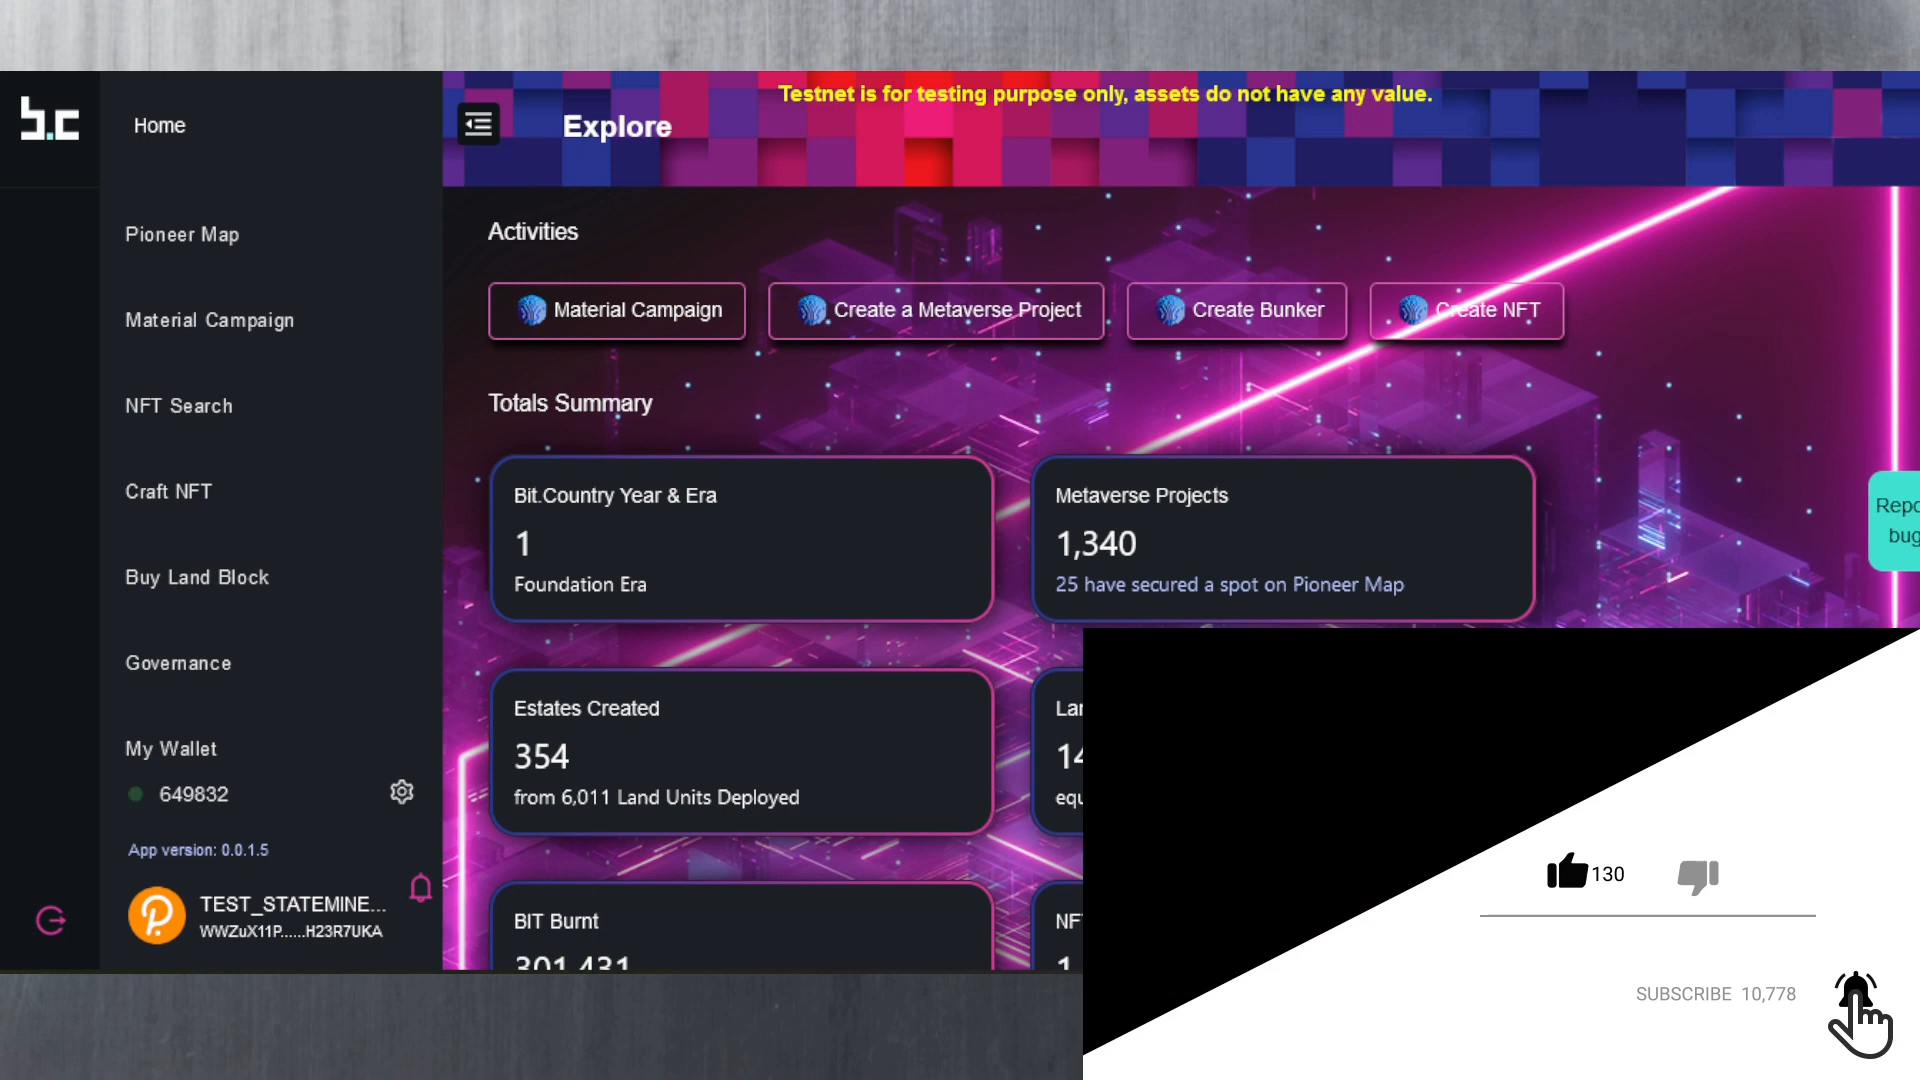 b.c
Home
Pioneer Map
Material Campaign
NFT Search
Craft NFT
Buy Land Block
Governance
My Wallet
649832
App version: 0.0.1.5
TEST_STATEMINE...
WWZuX11P......H23R7UKA
Testnet is for testing purpose only, assets do not have any value.
Explore
Activities
Material Campaign
Create a Metaverse Project
Create Bunker
Create NFT
Totals Summary
Bit.Country Year & Era
1
Foundation Era
Metaverse Projects
1,340
25 have secured a spot on Pioneer Map
Estates Created
354
from 6,011 Land Units Deployed
BIT Burnt
301,431
130
SUBSCRIBE 10,778